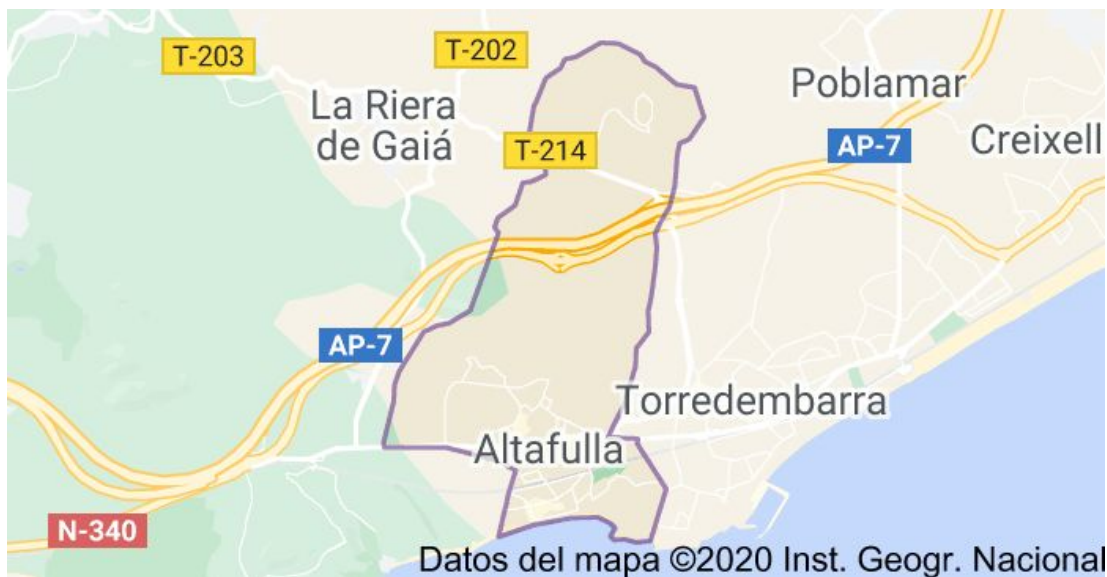 T-203
T-202
Poblamar
La Riera
de Gaiá
T-214
AP-7
Creixell
AP-7
Torredembarra
Altafulla
N-340
Datos del mapa ©2020 Inst. Geogr. Nacional